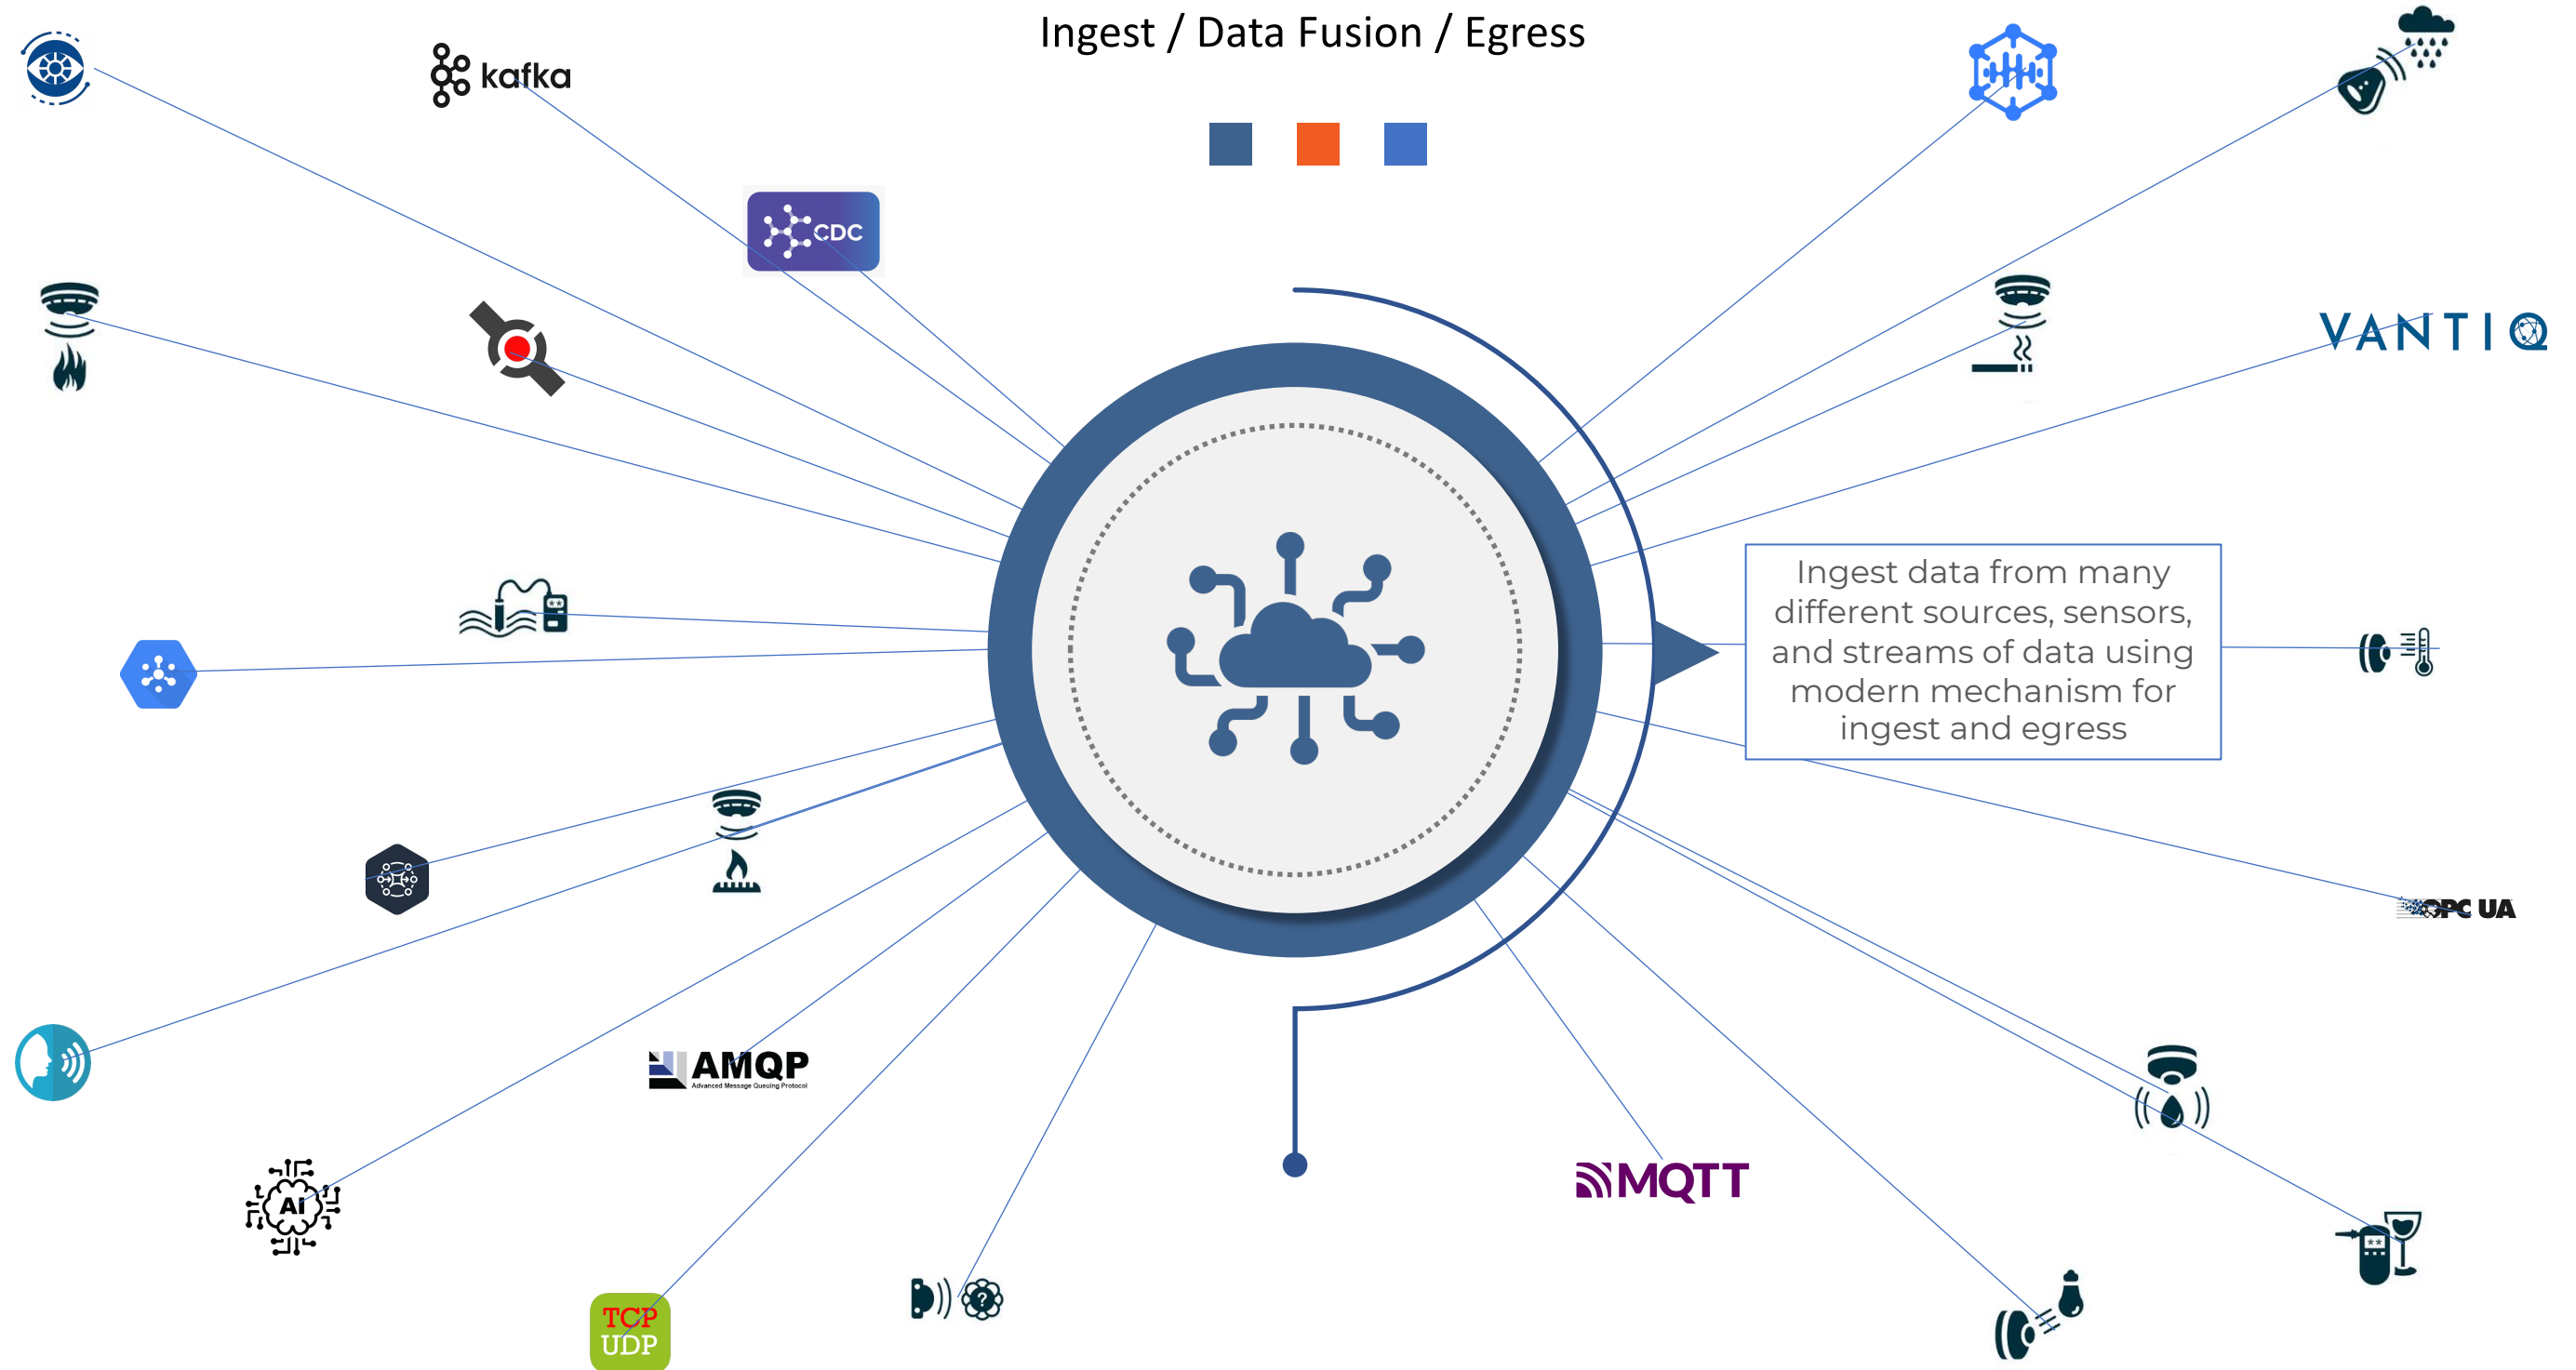 Ingest / Data Fusion / Egress
kafka
CDC
VANTIQ
Ingest data from many
different sources, sensors,
and streams of data using
modern mechanism for
ingest and egress
**
OPC UA
AMQP
Advanced Message Queuing Protocol
MQTT
AI
**
?
TCP
UDP